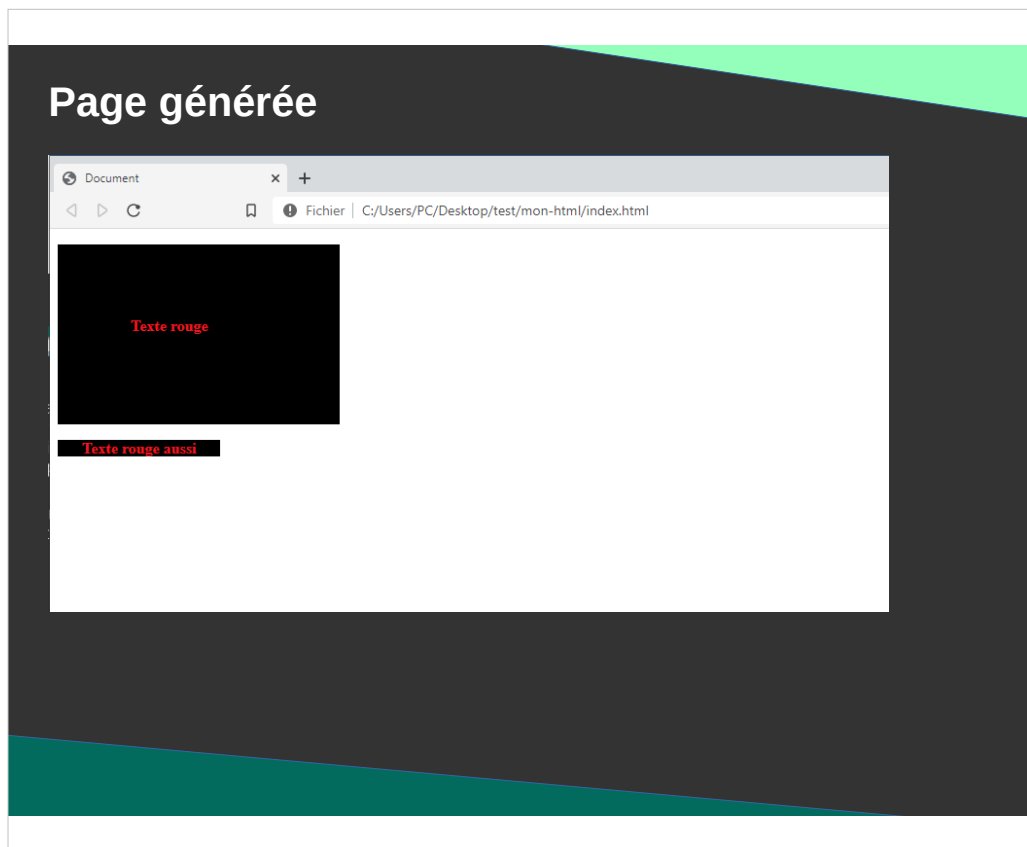 Page générée
Document
Fichier C:/Users/PC/Desktop/test/mon-html/index.html
Texte rouge
Texte rouge aussi